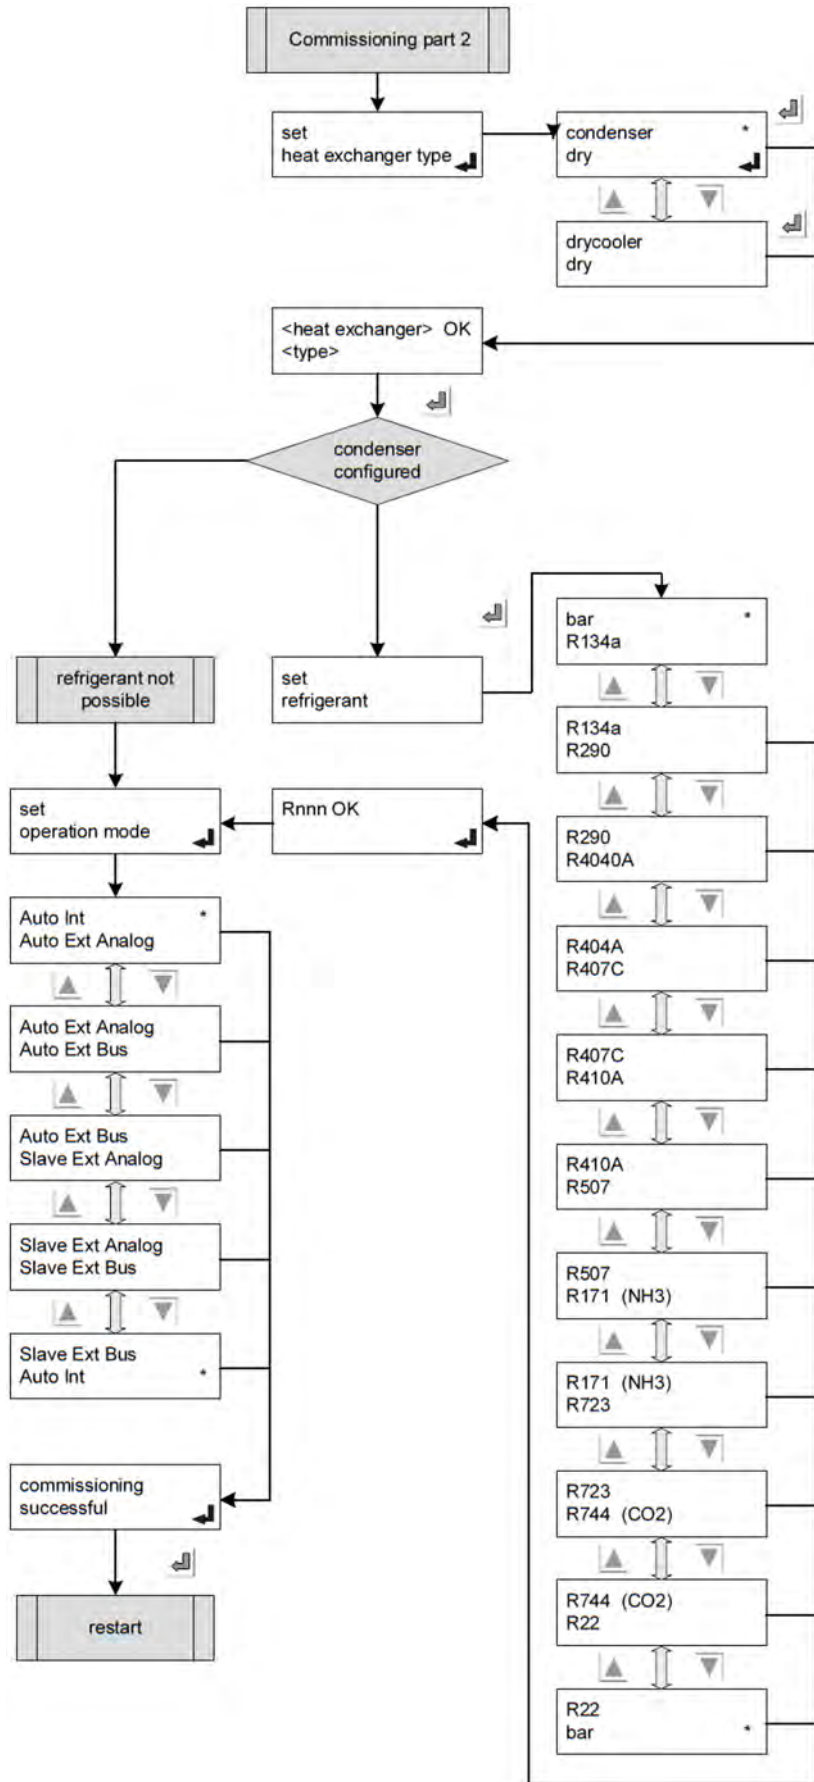 Commissioning part 2
set
heat exchanger type
condenser *
dry
drycooler
dry
<heat exchanger> OK
<type>
condenser
configured
refrigerant not
possible
set
refrigerant
bar *
R134a
R134a
R290
R290
R4040A
R404A
R407C
R407C
R410A
R410A
R507
R507
R171 (NH3)
R171 (NH3)
R723
R723
R744 (CO2)
R744 (CO2)
R22
R22
bar *
set
operation mode
Rnnn OK
Auto Int *
Auto Ext Analog
Auto Ext Analog
Auto Ext Bus
Auto Ext Bus
Slave Ext Analog
Slave Ext Analog
Slave Ext Bus
Slave Ext Bus
Auto Int *
commissioning
successful
restart